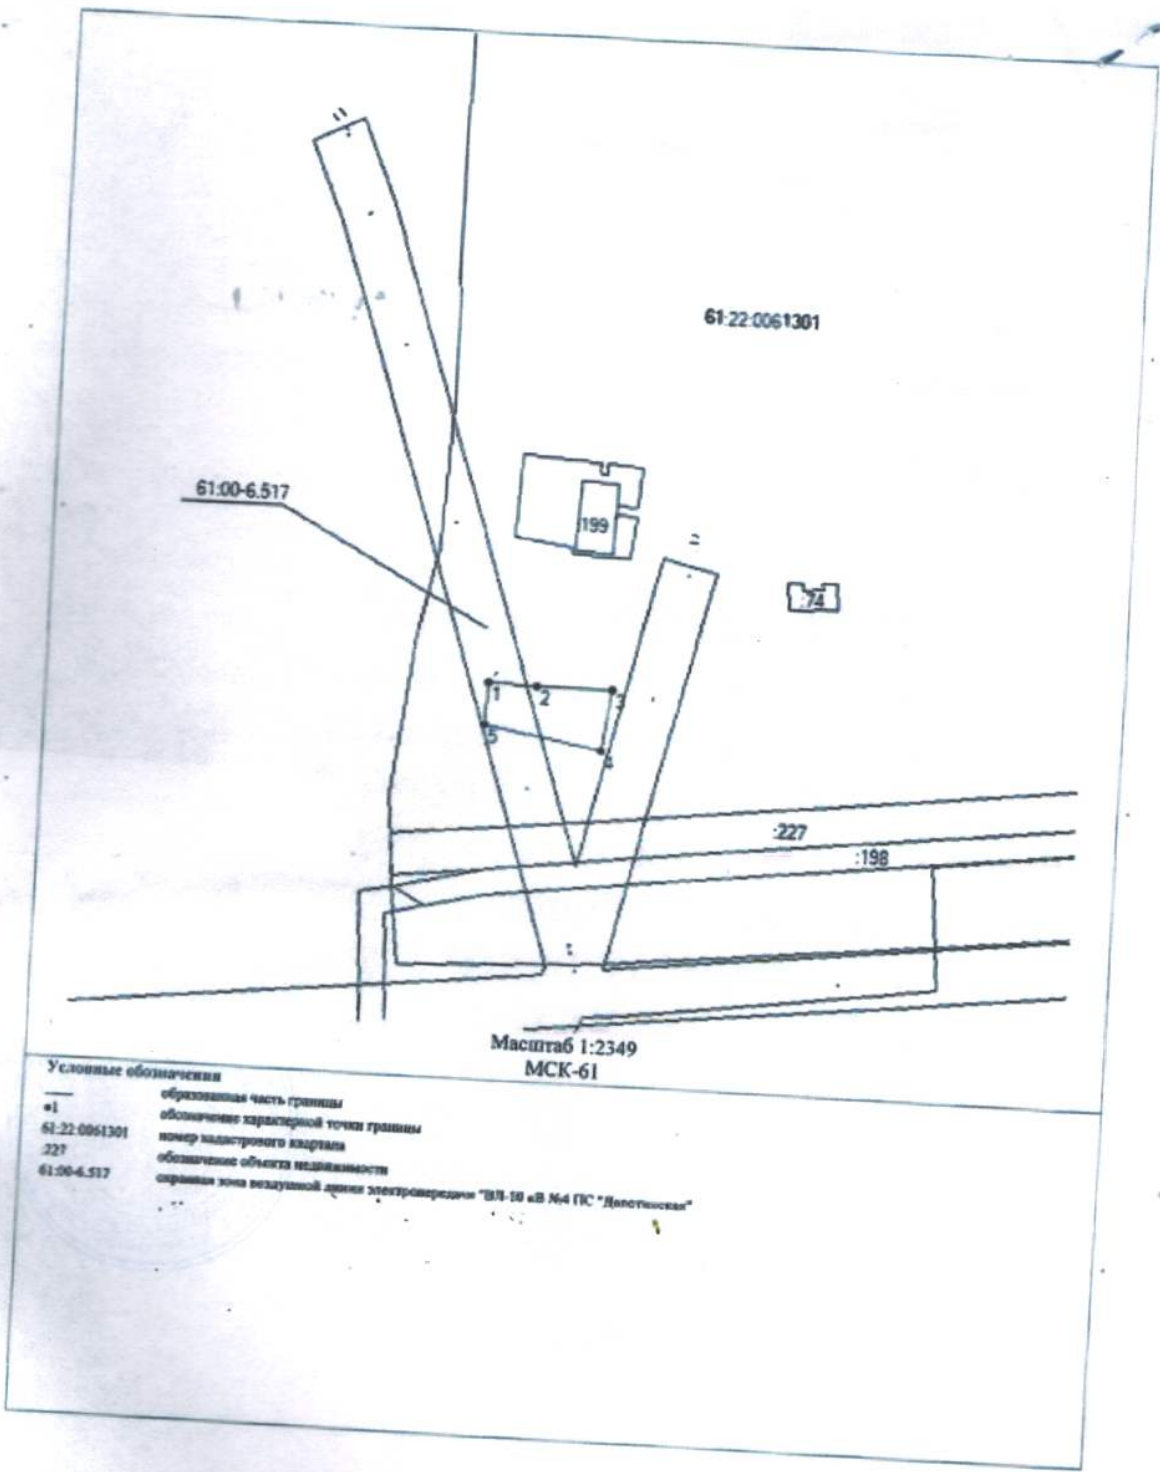 61:22:0061301
61:00-6.517
199
:74
1
2
3
5
4
:227
:198
Масштаб 1:2349
МСК-61
Условные обозначения
образованная часть границы
•1 обозначение характерной точки границы
61:22:0061301 номер кадастрового квартала
:227 обозначение объекта недвижимости
61:00-6.517 охранная зона воздушной линии электропередачи "ВЛ-10 кВ №4 ПС